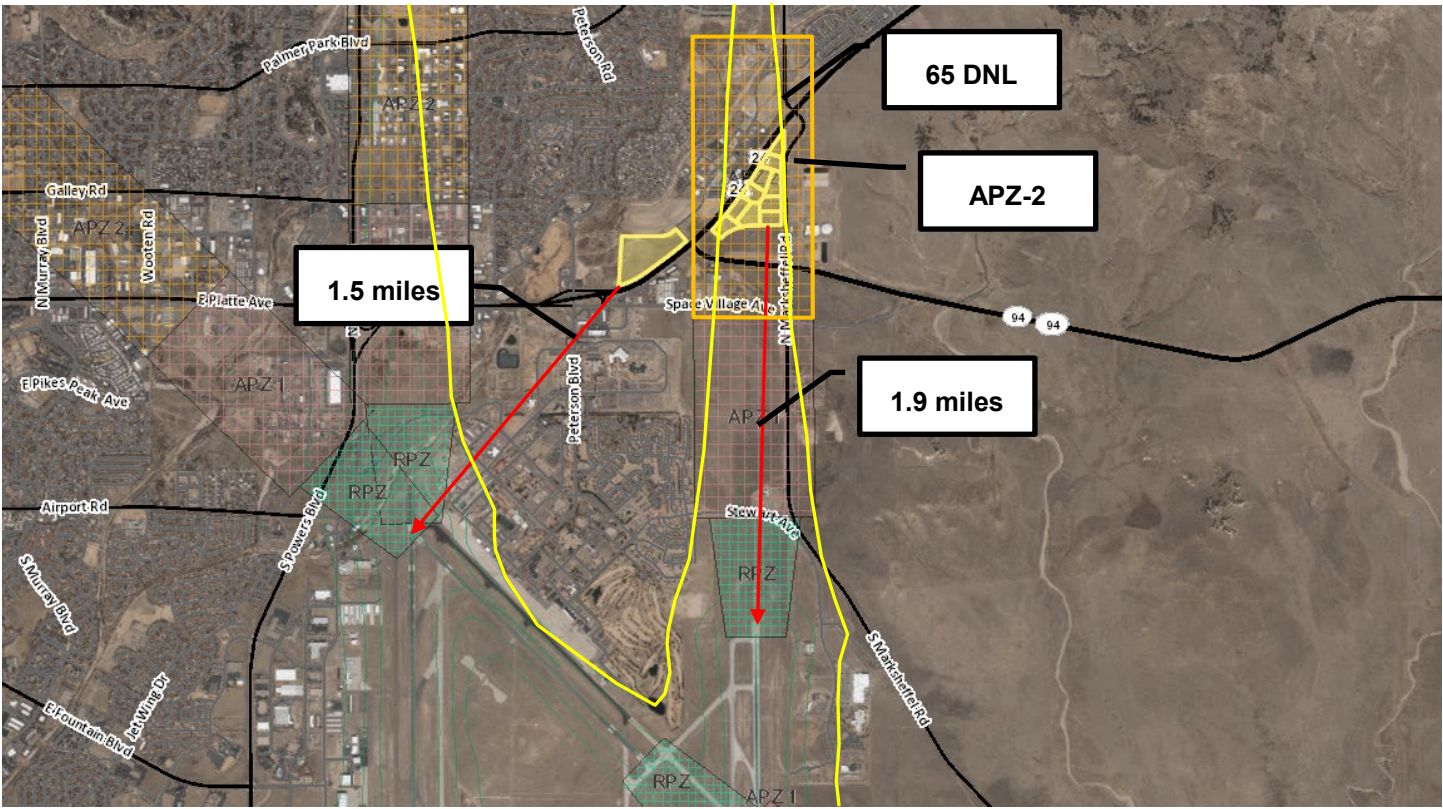 Palmer Park Blvd
Peterson Rd
65 DNL
APZ 2
24
APZ-2
Galley Rd
24
N Murray Blvd
Wooten Rd
APZ 2
N Marksheffel Rd
1.5 miles
E Platte Ave
Space Village Ave
94
94
E Pikes Peak Ave
APZ 1
Peterson Blvd
1.9 miles
APZ 1
RPZ
RPZ
Airport Rd
S Powers Blvd
Stewart Ave
S Murray Blvd
RPZ
S Marksheffel Rd
Jet Wing Dr
E Fountain Blvd
RPZ
APZ 1